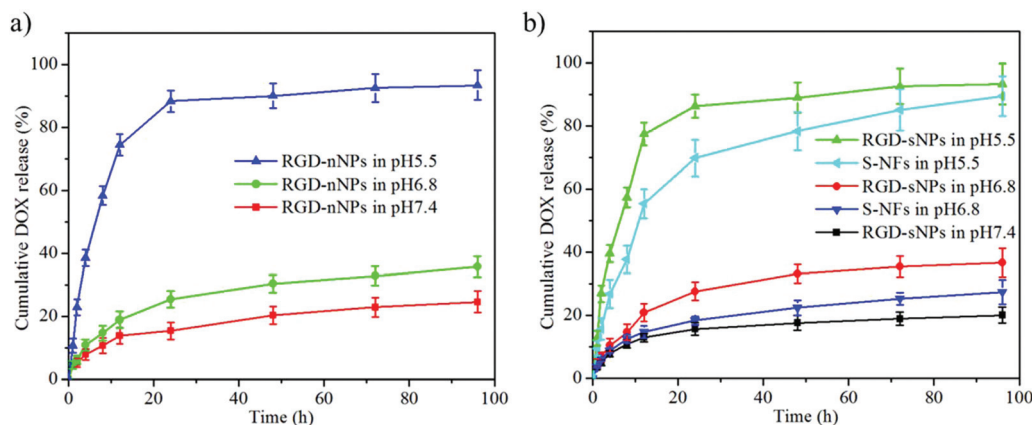 a)
Cumulative DOX release (%)
100
80
60
40
20
0
RGD-nNPs in pH5.5
RGD-nNPs in pH6.8
RGD-nNPs in pH7.4
0 20 40 60 80 100
Time (h)
b)
Cumulative DOX release (%)
100
80
60
40
20
0
RGD-sNPs in pH5.5
S-NFs in pH5.5
RGD-sNPs in pH6.8
S-NFs in pH6.8
RGD-sNPs in pH7.4
0 20 40 60 80 100
Time (h)